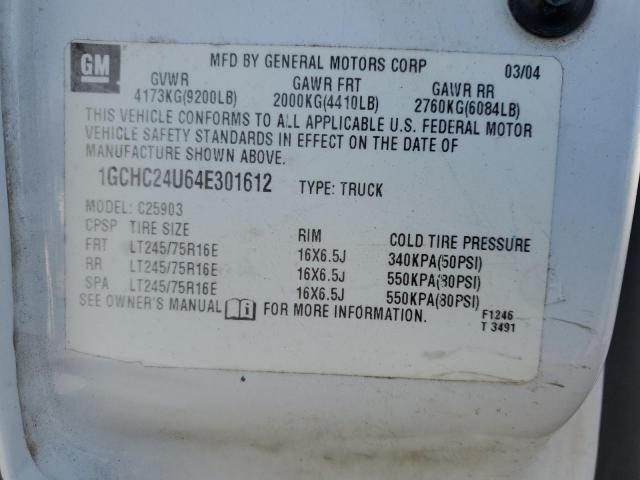 GM
MFD BY GENERAL MOTORS CORP 03/04
GVWR GAWR FRT GAWR RR
4173KG(9200LB) 2000KG(4410LB) 2760KG(6084LB)
THIS VEHICLE CONFORMS TO ALL APPLICABLE U.S. FEDERAL MOTOR
VEHICLE SAFETY STANDARDS IN EFFECT ON THE DATE OF
MANUFACTURE SHOWN ABOVE.
1GCHC24U64E301612 TYPE: TRUCK
MODEL: C25903
CPSP TIRE SIZE RIM COLD TIRE PRESSURE
FRT LT245/75R16E 16X6.5J 340KPA(50PSI)
RR LT245/75R16E 16X6.5J 550KPA(80PSI)
SPA LT245/75R16E 16X6.5J 550KPA(80PSI)
SEE OWNER'S MANUAL FOR MORE INFORMATION.
F1246
T 3491